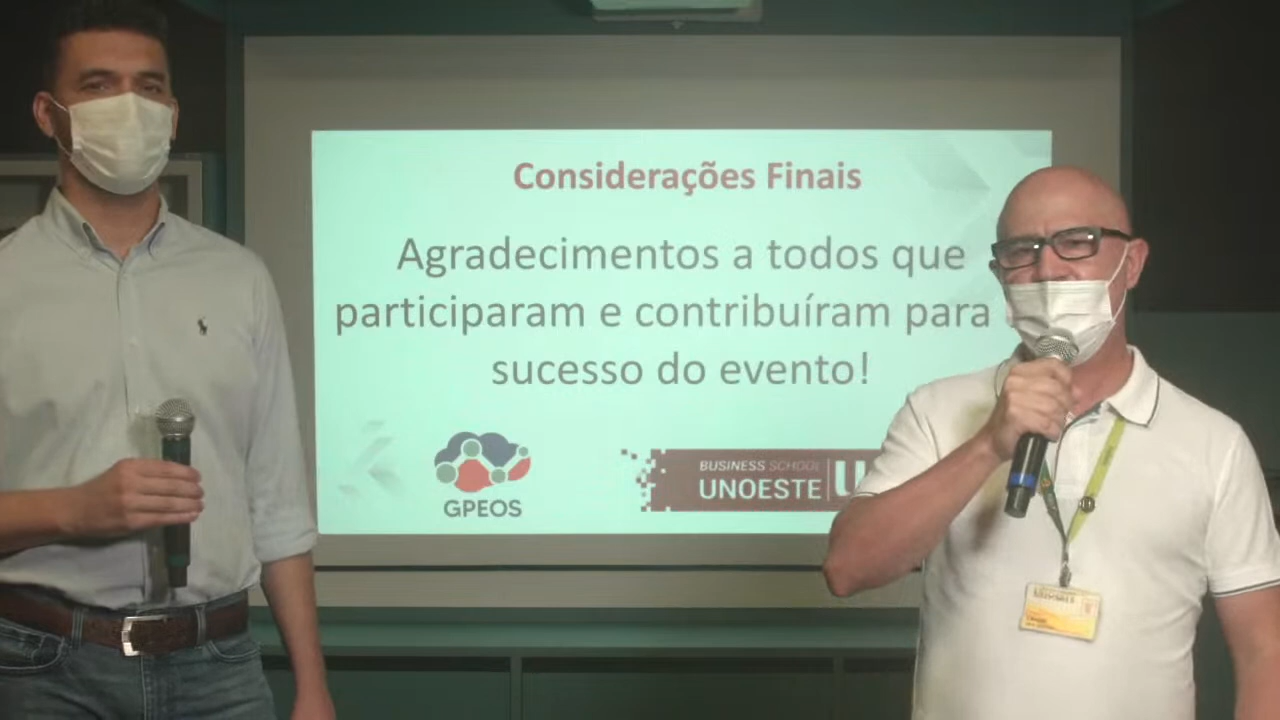 Considerações Finais
Agradecimentos a todos que
participaram e contribuíram para
sucesso do evento!
GPEOS
BUSINESS SCHOOL
UNOESTE